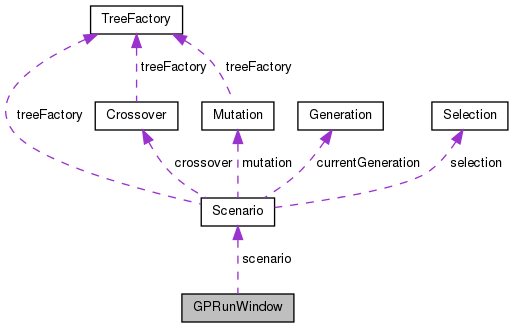 TreeFactory
treeFactory
treeFactory
treeFactory
Crossover
Mutation
Generation
Selection
crossover
mutation
currentGeneration
selection
Scenario
scenario
GPRunWindow